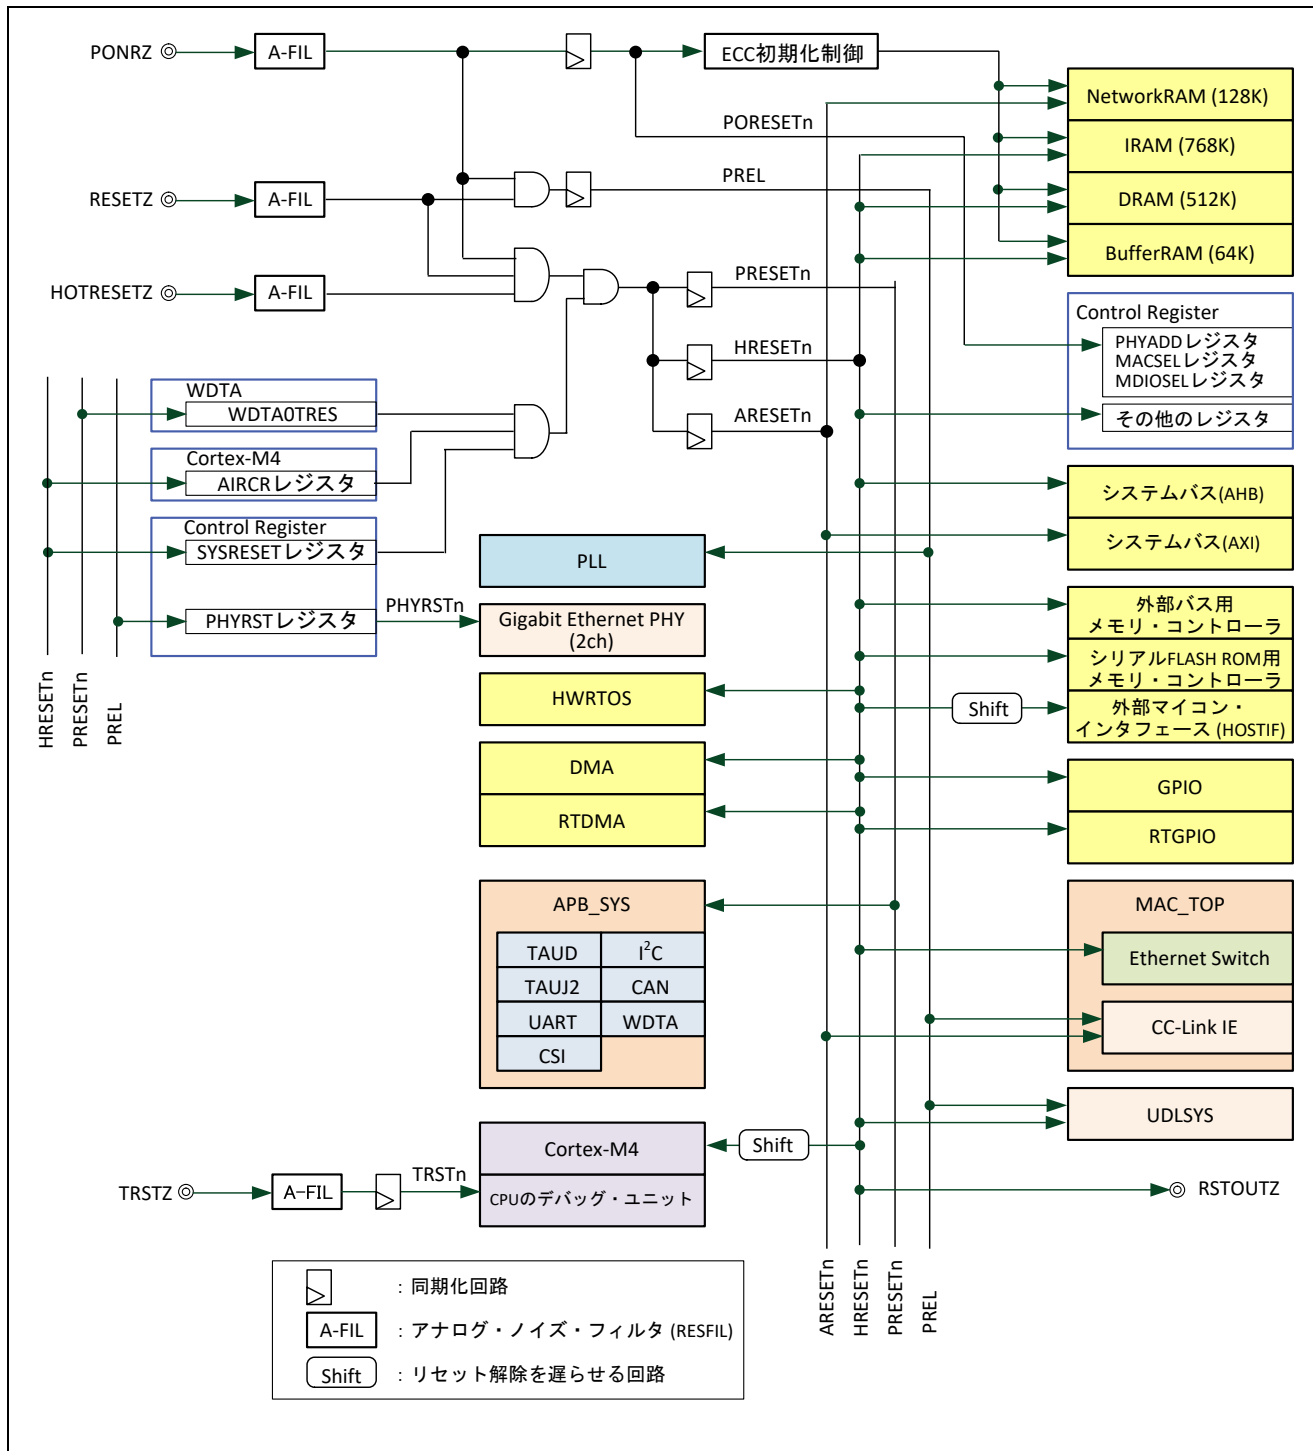 PONRZ
A-FIL
ECC初期化制御
NetworkRAM (128K)
PORESETn
IRAM (768K)
PREL
RESETZ
A-FIL
DRAM (512K)
BufferRAM (64K)
PRESETn
HOTRESETZ
A-FIL
Control Register
PHYADDレジスタ
MACSELレジスタ
MDIOSELレジスタ
HRESETn
WDTA
WDTA0TRES
ARESETn
その他のレジスタ
Cortex-M4
AIRCRレジスタ
システムバス(AHB)
Control Register
SYSRESETレジスタ
システムバス(AXI)
PLL
PHYRSTレジスタ
PHYRSTn
Gigabit Ethernet PHY
(2ch)
外部バス用
メモリ・コントローラ
シリアルFLASH ROM用
メモリ・コントローラ
HWRTOS
Shift
外部マイコン・
インタフェース (HOSTIF)
HRESETn
PRESETn
PREL
DMA
GPIO
RTDMA
RTGPIO
APB_SYS
MAC_TOP
TAUD
I²C
Ethernet Switch
TAUJ2
CAN
UART
WDTA
CC-Link IE
CSI
UDLSYS
Cortex-M4
Shift
TRSTZ
A-FIL
TRSTn
CPUのデバッグ・ユニット
RSTOUTZ
ARESETn
HRESETn
PRESETn
PREL
: 同期化回路
A-FIL : アナログ・ノイズ・フィルタ (RESFIL)
Shift : リセット解除を遅らせる回路